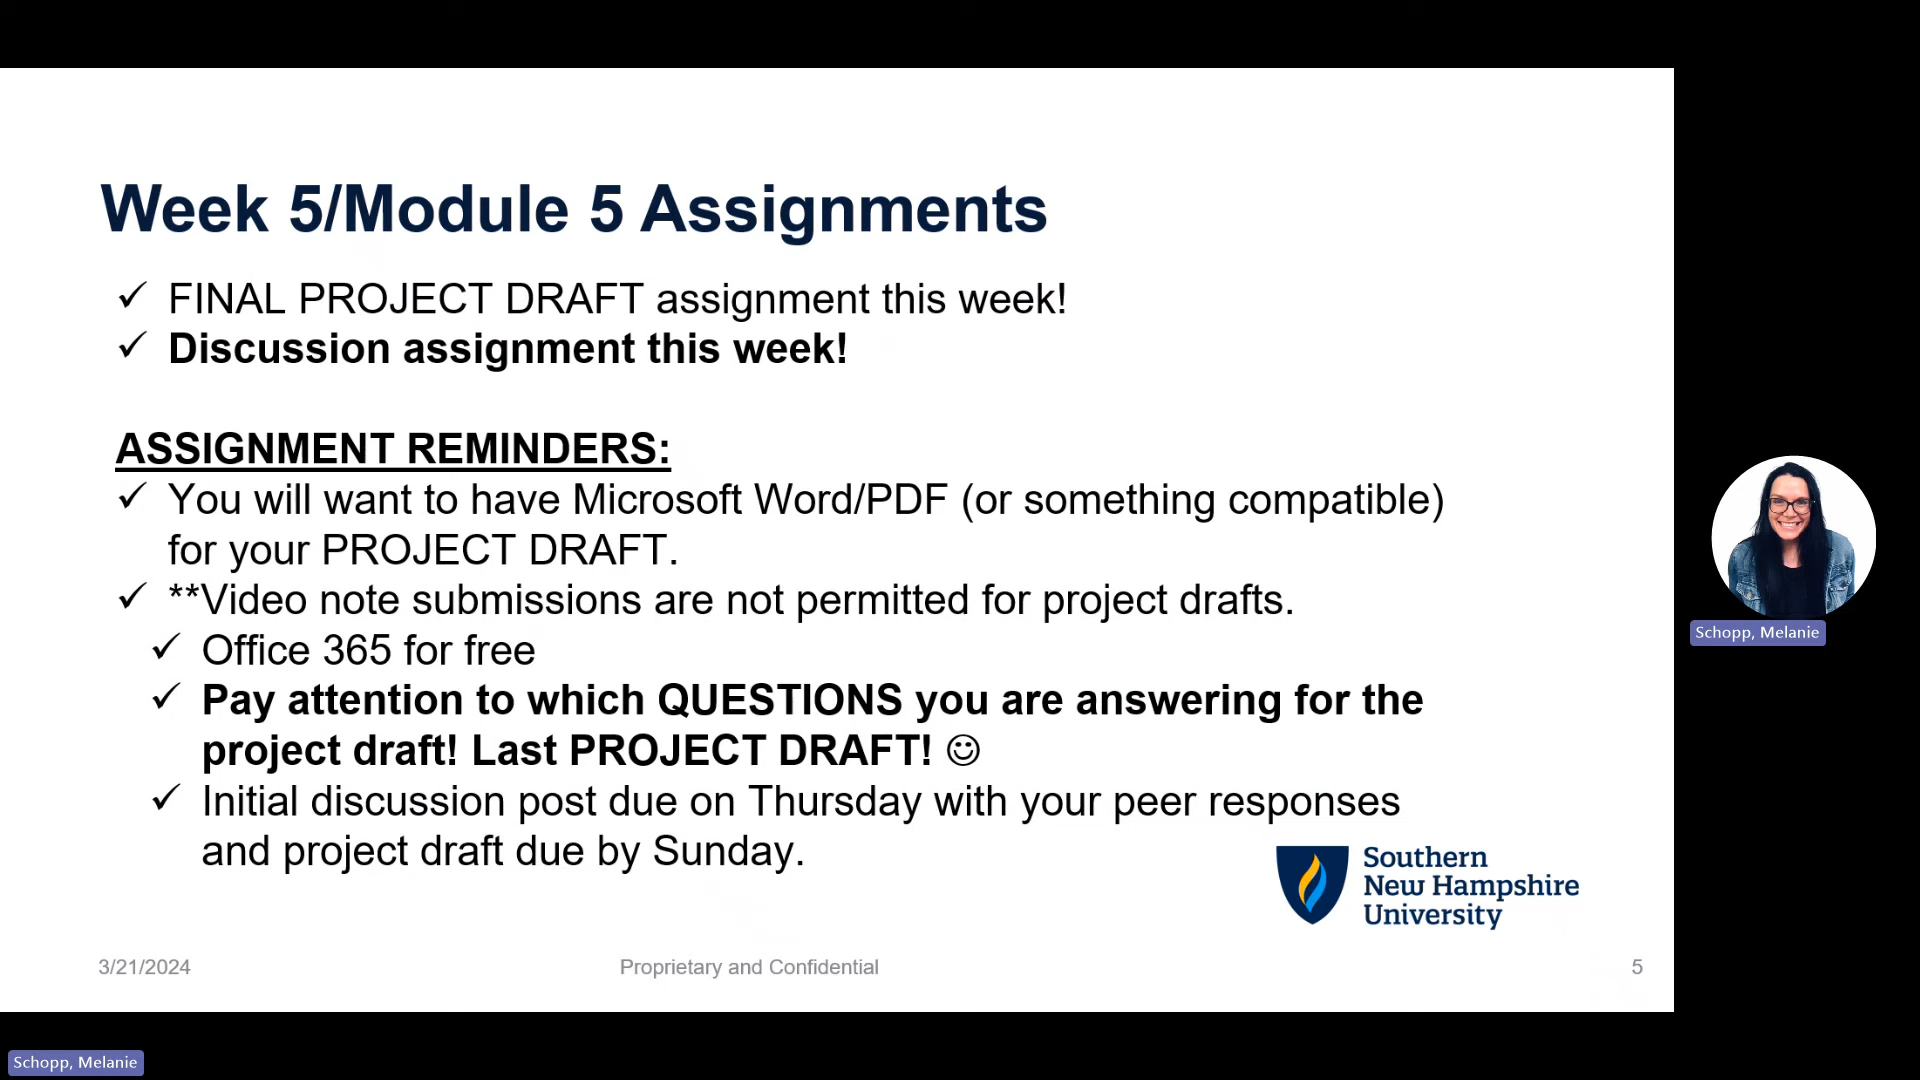 Week 5/Module 5 Assignments
✓ FINAL PROJECT DRAFT assignment this week!
✓ Discussion assignment this week!
ASSIGNMENT REMINDERS:
✓ You will want to have Microsoft Word/PDF (or something compatible)
for your PROJECT DRAFT.
✓ **Video note submissions are not permitted for project drafts.
✓ Office 365 for free
✓ Pay attention to which QUESTIONS you are answering for the
project draft! Last PROJECT DRAFT! ☺
✓ Initial discussion post due on Thursday with your peer responses
and project draft due by Sunday.
Southern
New Hampshire
University
3/21/2024
Proprietary and Confidential
5
Schopp, Melanie
Schopp, Melanie